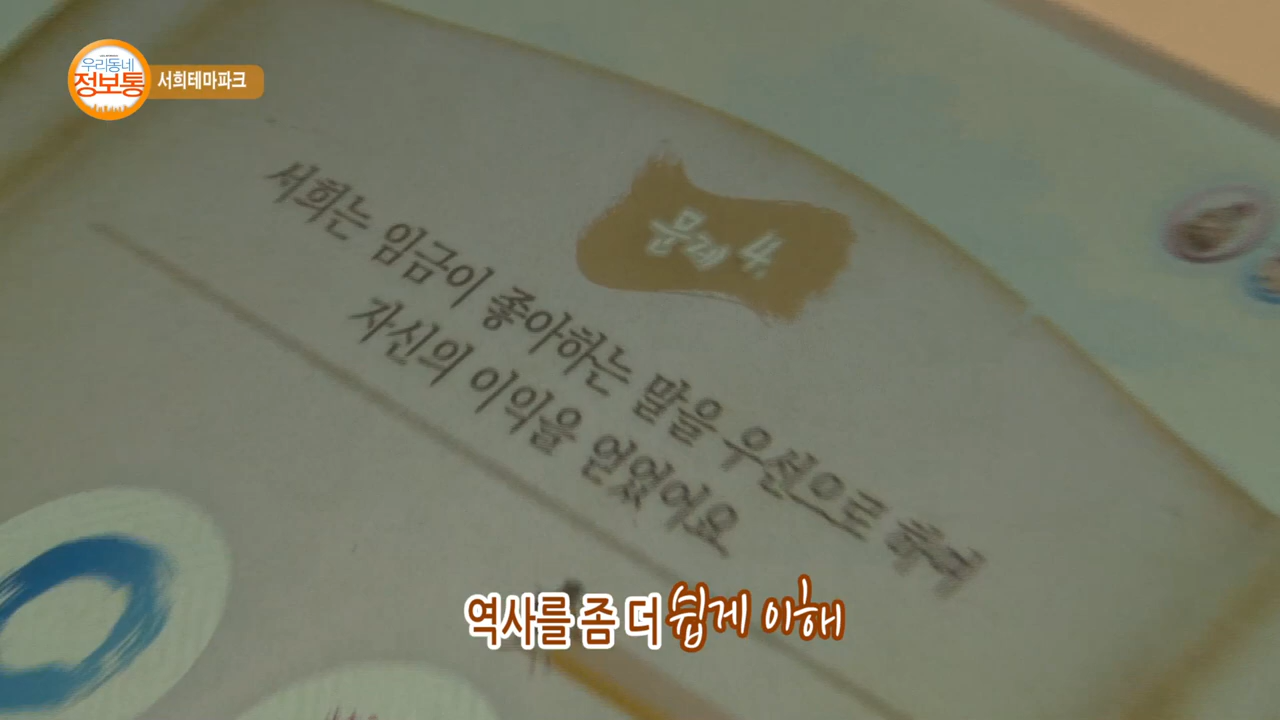 우리동네
정보통
서희테마파크
문제 4.
서희는 임금이 좋아하는 말을 우선으로 하여
자신의 이익을 얻었어요
역사를 좀 더 쉽게 이해